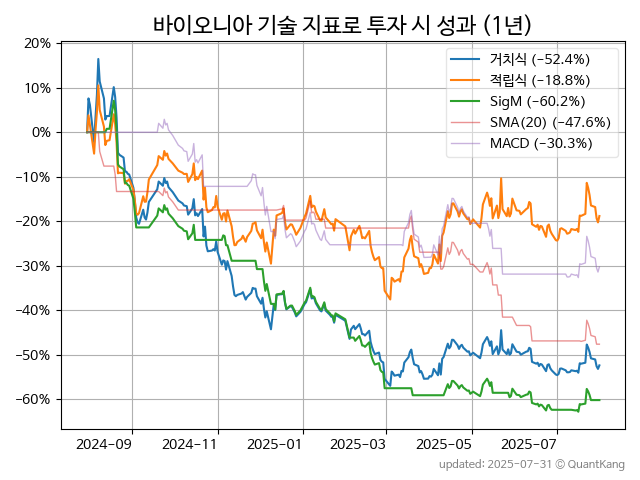 바이오니아 기술 지표로 투자 시 성과 (1년)
20%
10%
0%
−10%
−20%
−30%
−40%
−50%
−60%
거치식 (−52.4%)
적립식 (−18.8%)
SigM (−60.2%)
SMA(20) (−47.6%)
MACD (−30.3%)
2024-09
2024-11
2025-01
2025-03
2025-05
2025-07
updated: 2025-07-31 © QuantKang